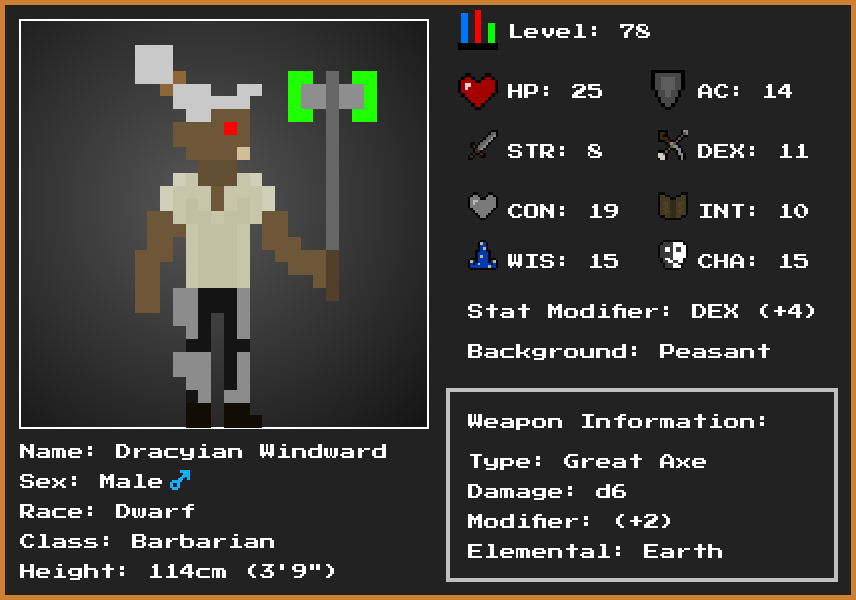 Level: 78
HP: 25 AC: 14
STR: 8 DEX: 11
CON: 19 INT: 10
WIS: 15 CHA: 15
Stat Modifier: DEX (+4)
Background: Peasant
Weapon Information:
Type: Great Axe
Damage: d6
Modifier: (+2)
Elemental: Earth
Name: Dracyian Windward
Sex: Male ♂
Race: Dwarf
Class: Barbarian
Height: 114cm (3'9")